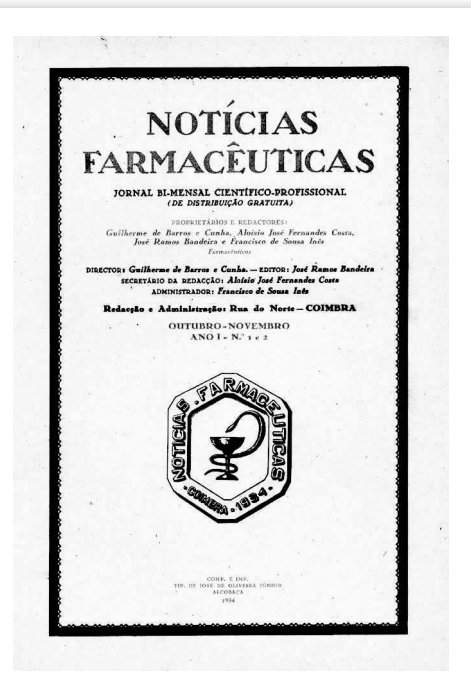 NOTÍCIAS
FARMACÊUTICAS
JORNAL BI-MENSAL CIENTÍFICO-PROFISSIONAL
(DE DISTRIBUIÇÃO GRATUITA)
PROPRIETÁRIOS E REDACTORES:
Guilherme de Barros e Cunha, Aloísio José Fernandes Costa,
José Ramos Bandeira e Francisco de Sousa Inês
Farmacêuticos
DIRECTOR: Guilherme de Barros e Cunha. — EDITOR: José Ramos Bandeira
SECRETÁRIO DA REDACÇÃO: Aloísio José Fernandes Costa
ADMINISTRADOR: Francisco de Sousa Inês
Redacção e Administração: Rua do Norte — COIMBRA
OUTUBRO-NOVEMBRO
ANO I - N.º 1 e 2
NOTICIAS · FARMACEUTICAS
· COIMBRA · 1934 ·
COMP. E IMP.
TIP. DE JOSÉ DE OLIVEIRA JÚNIOR
ALCOBAÇA
1934